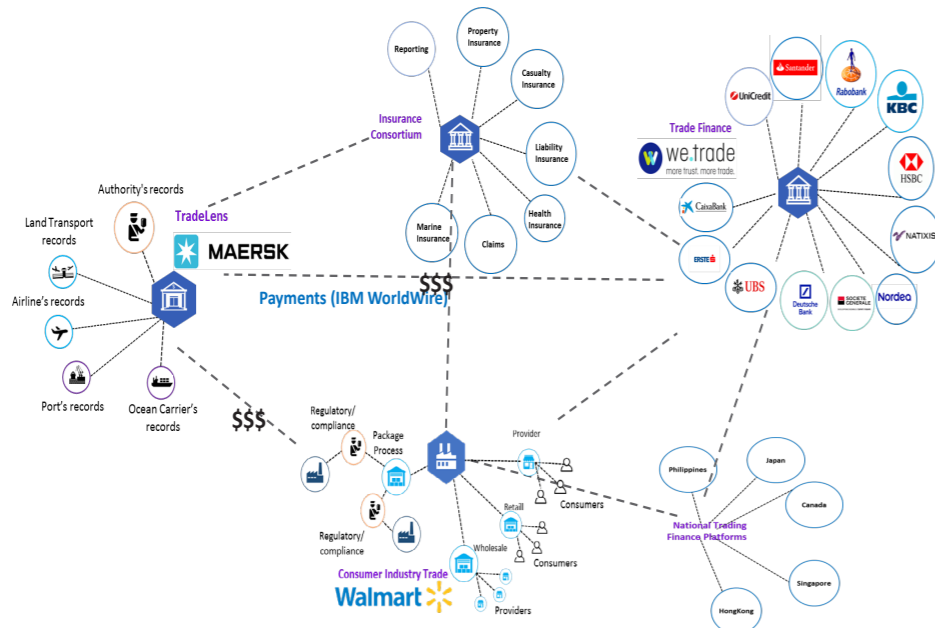 Reporting
Property
Insurance
Casualty
Insurance
Insurance
Consortium
Liability
Insurance
Marine
Insurance
Claims
Health
Insurance
Trade Finance
we.trade
more trust. more trade.
UniCredit
Santander
Rabobank
KBC
HSBC
NATIXIS
Nordea
SOCIETE
GENERALE
Deutsche
Bank
UBS
ERSTE
CaixaBank
Authority's records
TradeLens
MAERSK
Land Transport
records
Airline's records
Port's records
Ocean Carrier's
records
$$$
Payments (IBM WorldWire)
$$$
Regulatory/
compliance
Package
Process
Provider
Consumers
Retaill
Consumers
Wholesale
Providers
Regulatory/
compliance
Consumer Industry Trade
Walmart
Philippines
Japan
Canada
National Trading
Finance Platforms
Singapore
HongKong